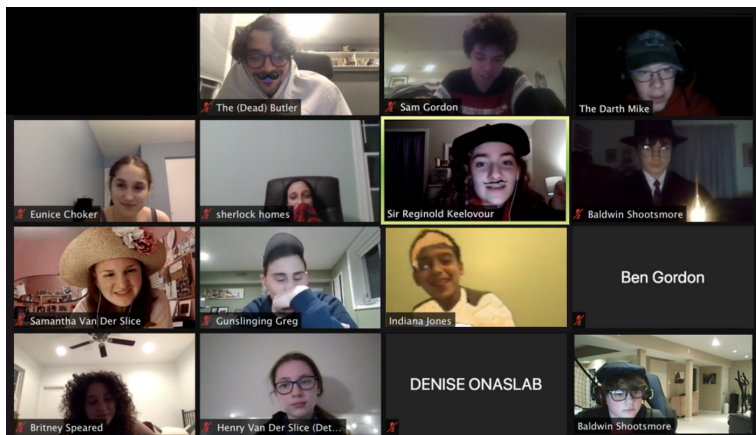 The (Dead) Butler
Sam Gordon
The Darth Mike
Eunice Choker
sherlock homes
Sir Reginold Keelovour
Baldwin Shootsmore
Samantha Van Der Slice
Gunslinging Greg
Indiana Jones
Ben Gordon
Britney Speared
Henry Van Der Slice (Det...
DENISE ONASLAB
Baldwin Shootsmore